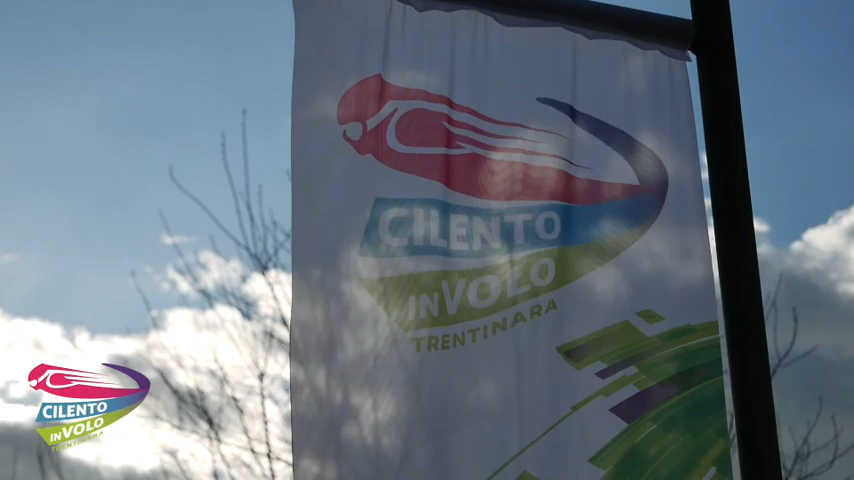 CILENTO
INVOLO
TRENTINARA
CILENTO
INVOLO
TRENTINARA